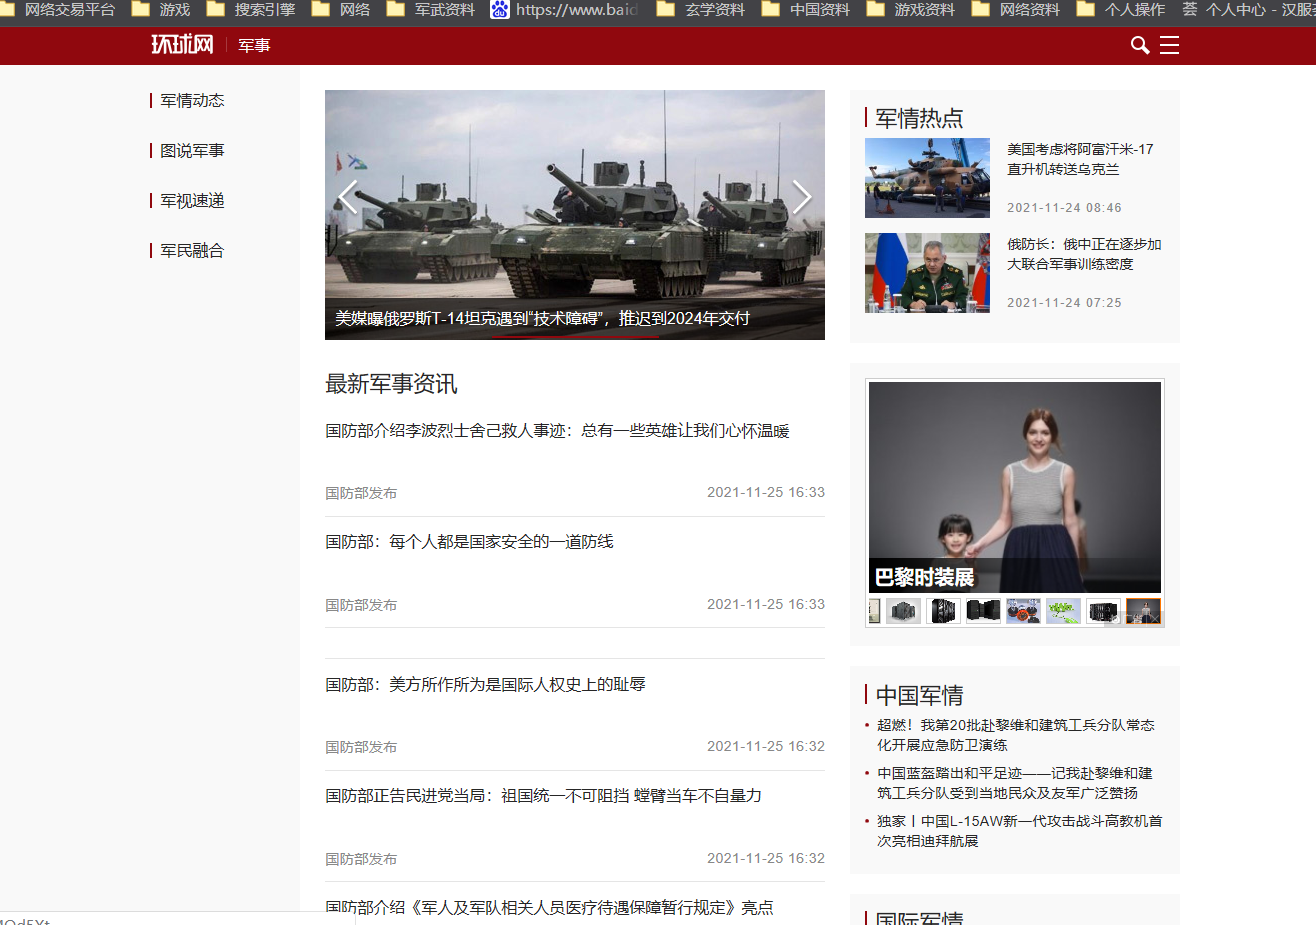 网络交易平台 游戏 搜索引擎 网络 军武资料 https://www.baid 玄学资料 中国资料 游戏资料 网络资料 个人操作 个人中心 - 汉服
环球网 军事
军情动态
图说军事
军视速递
军民融合
美媒曝俄罗斯T-14坦克遇到“技术障碍”，推迟到2024年交付
最新军事资讯
国防部介绍李波烈士舍己救人事迹：总有一些英雄让我们心怀温暖
国防部发布 2021-11-25 16:33
国防部：每个人都是国家安全的一道防线
国防部发布 2021-11-25 16:33
国防部：美方所作所为是国际人权史上的耻辱
国防部发布 2021-11-25 16:32
国防部正告民进党当局：祖国统一不可阻挡 螳臂当车不自量力
国防部发布 2021-11-25 16:32
国防部介绍《军人及军队相关人员医疗待遇保障暂行规定》亮点
军情热点
美国考虑将阿富汗米-17
直升机转送乌克兰
2021-11-24 08:46
俄防长：俄中正在逐步加
大联合军事训练密度
2021-11-24 07:25
巴黎时装展
中国军情
超燃！我第20批赴黎维和建筑工兵分队常态
化开展应急防卫演练
中国蓝盔踏出和平足迹——记我赴黎维和建
筑工兵分队受到当地民众及友军广泛赞扬
独家丨中国L-15AW新一代攻击战斗高教机首
次亮相迪拜航展
国际军情